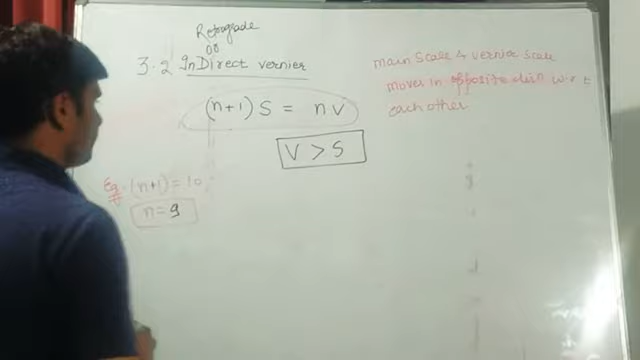 Retrograde
or
3.2 InDirect vernier
(n+1) S = n V
V > S
Eg. (n+1) = 10
n = 9
main scale & vernier scale
moves in opposite dirn w.r.t
each other